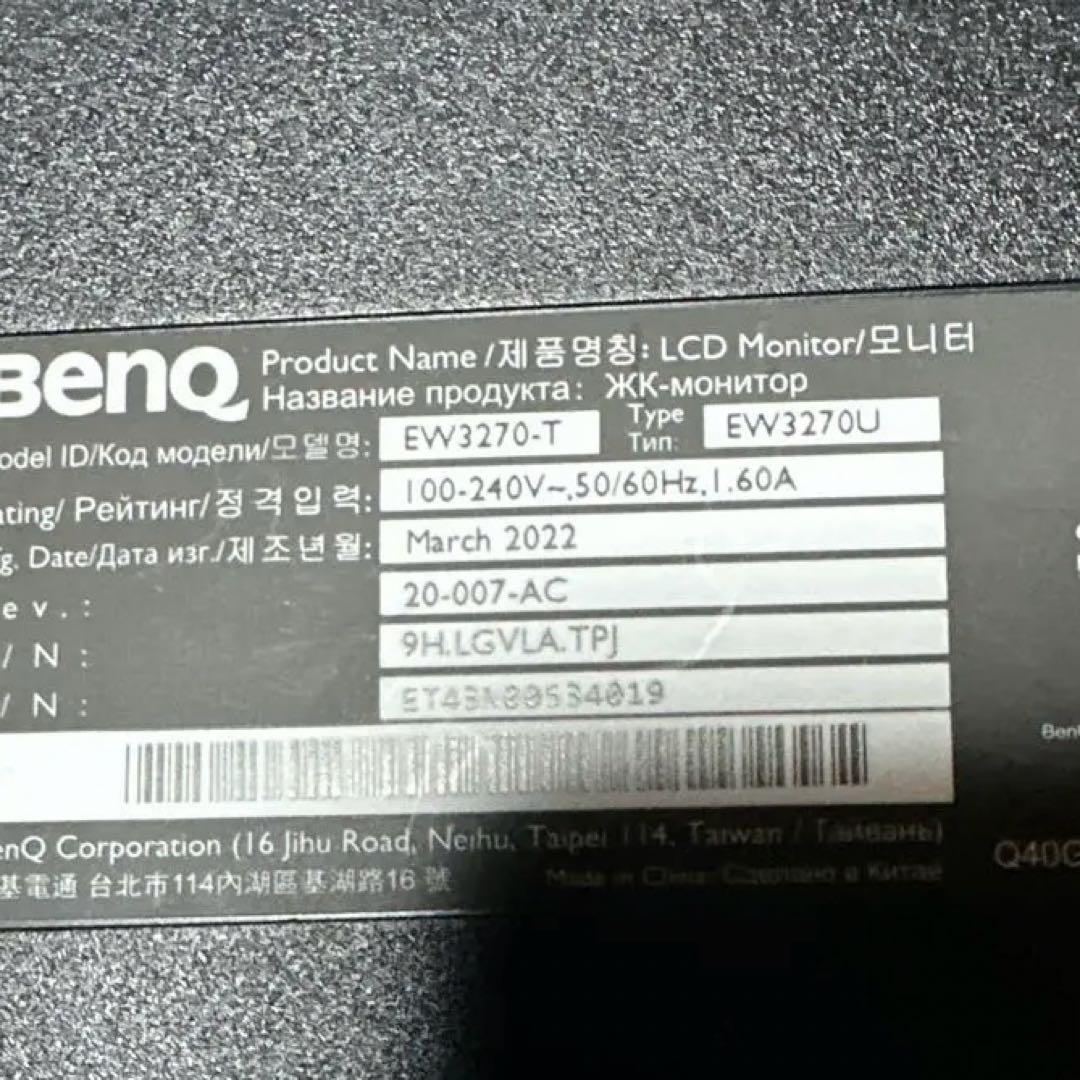 BenQ
Product Name /제품명칭: LCD Monitor/모니터
Название продукта: ЖК-монитор
odel ID/Код модели/모델명: EW3270-T Type Тип: EW3270U
ating/ Рейтинг/정격입력: 100-240V~,50/60Hz,1.60A
g. Date/Дата изг./제조년월: March 2022
ev.: 20-007-AC
/ N : 9H.LGVLA.TPJ
/ N :
enQ Corporation (16 Jihu Road, Neihu, Taipei 114, Taiwan / Тайвань)
基電通 台北市114內湖區基湖路16 號
Made in China Сделано в Китае
Ben
Q40G